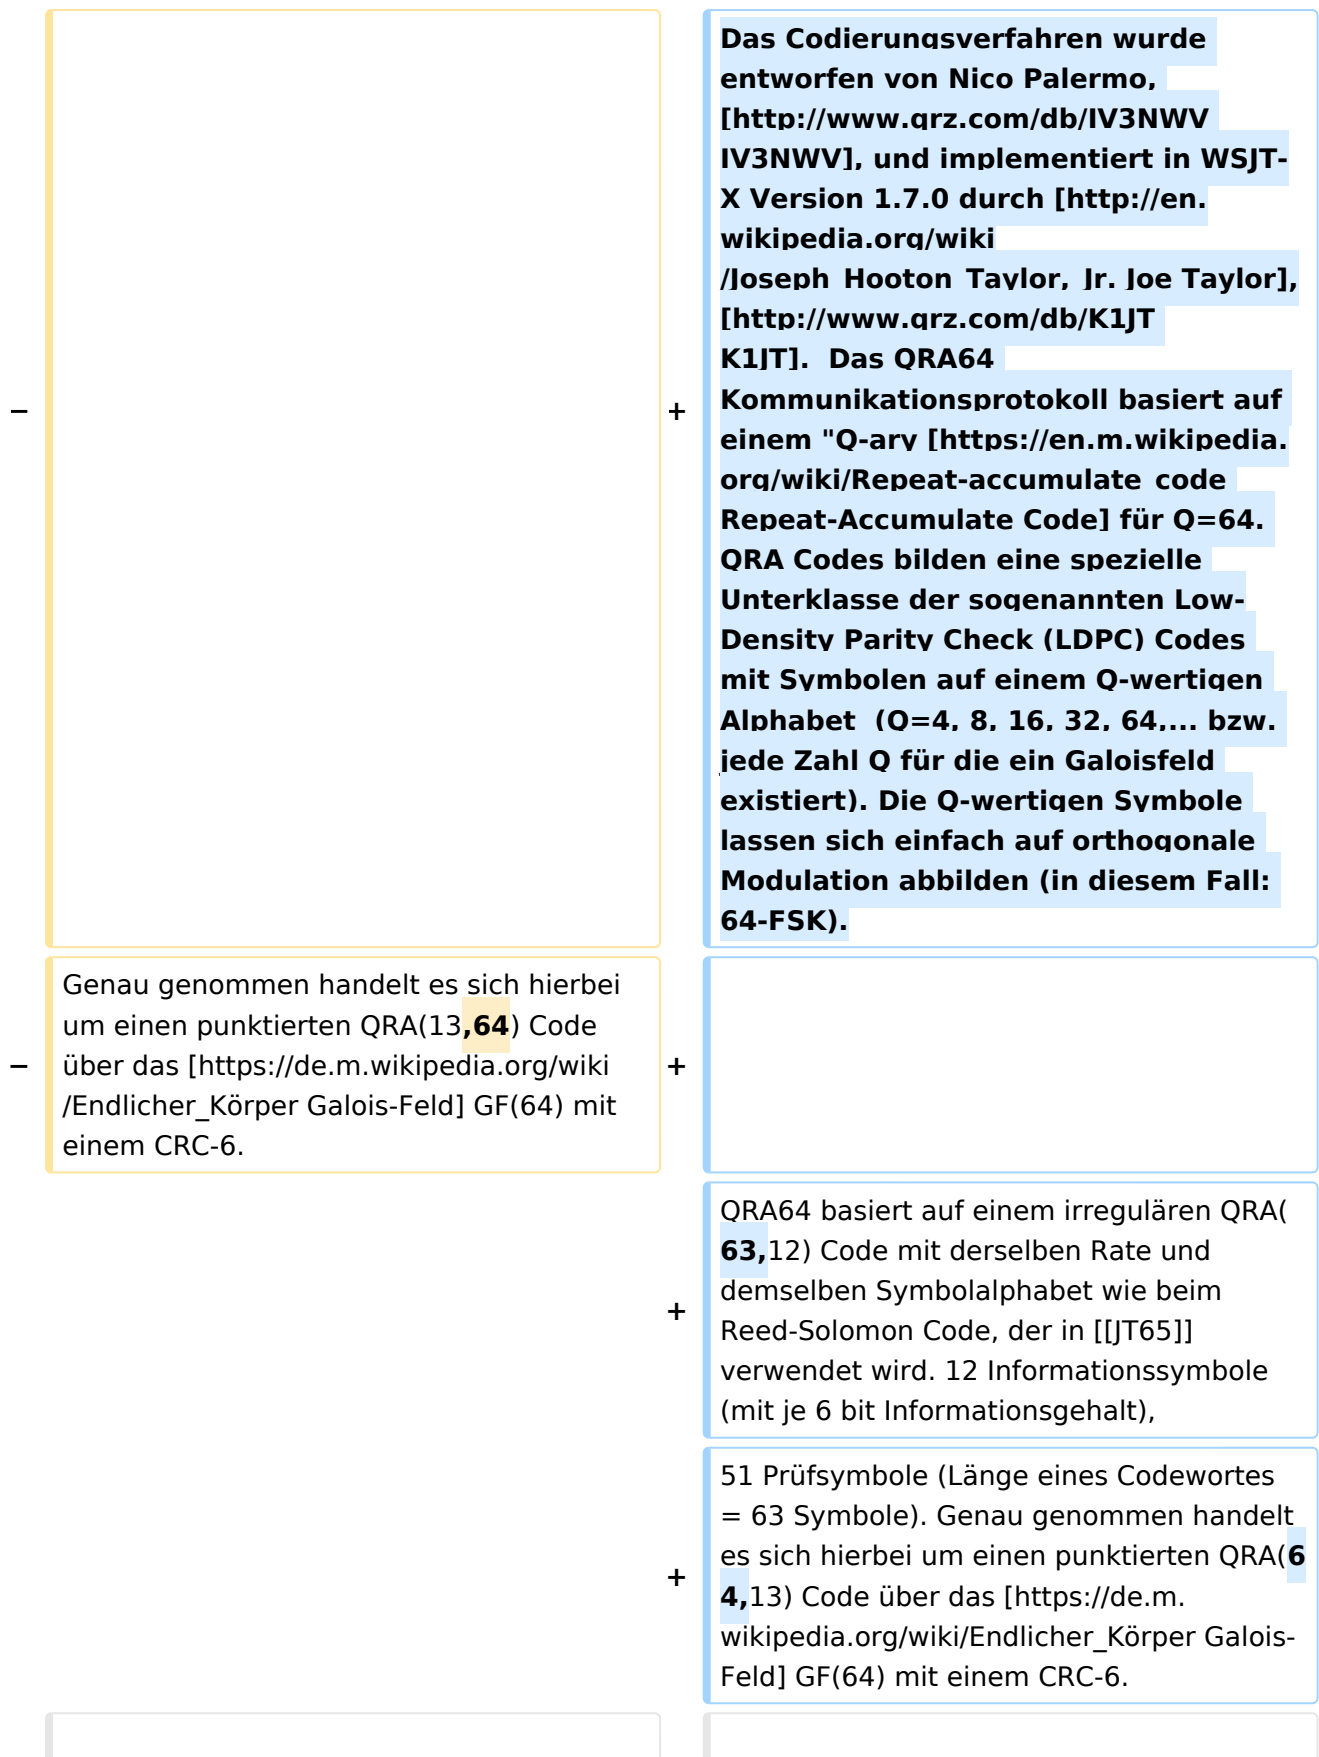 Das Codierungsverfahren wurde
entworfen von Nico Palermo,
[http://www.qrz.com/db/IV3NWV
IV3NWV], und implementiert in WSJT-
X Version 1.7.0 durch [http://en.
wikipedia.org/wiki
/Joseph_Hooton_Taylor,_Jr. Joe Taylor],
[http://www.qrz.com/db/K1JT
K1JT].  Das QRA64
− +
Kommunikationsprotokoll basiert auf
einem "Q-ary [https://en.m.wikipedia.
org/wiki/Repeat-accumulate_code
Repeat-Accumulate Code] für Q=64.
QRA Codes bilden eine spezielle
Unterklasse der sogenannten Low-
Density Parity Check (LDPC) Codes
mit Symbolen auf einem Q-wertigen
Alphabet  (Q=4, 8, 16, 32, 64,... bzw.
jede Zahl Q für die ein Galoisfeld
existiert). Die Q-wertigen Symbole
lassen sich einfach auf orthogonale
Modulation abbilden (in diesem Fall:
64-FSK).
Genau genommen handelt es sich hierbei
um einen punktierten QRA(13,64) Code
− über das [https://de.m.wikipedia.org/wiki +
/Endlicher_Körper Galois-Feld] GF(64) mit
einem CRC-6.
QRA64 basiert auf einem irregulären QRA(
63,12) Code mit derselben Rate und
demselben Symbolalphabet wie beim
+ Reed-Solomon Code, der in [[JT65]]
verwendet wird. 12 Informationssymbole
(mit je 6 bit Informationsgehalt),
51 Prüfsymbole (Länge eines Codewortes
= 63 Symbole). Genau genommen handelt
es sich hierbei um einen punktierten QRA(6
+ 4,13) Code über das [https://de.m.
wikipedia.org/wiki/Endlicher_Körper Galois-
Feld] GF(64) mit einem CRC-6.